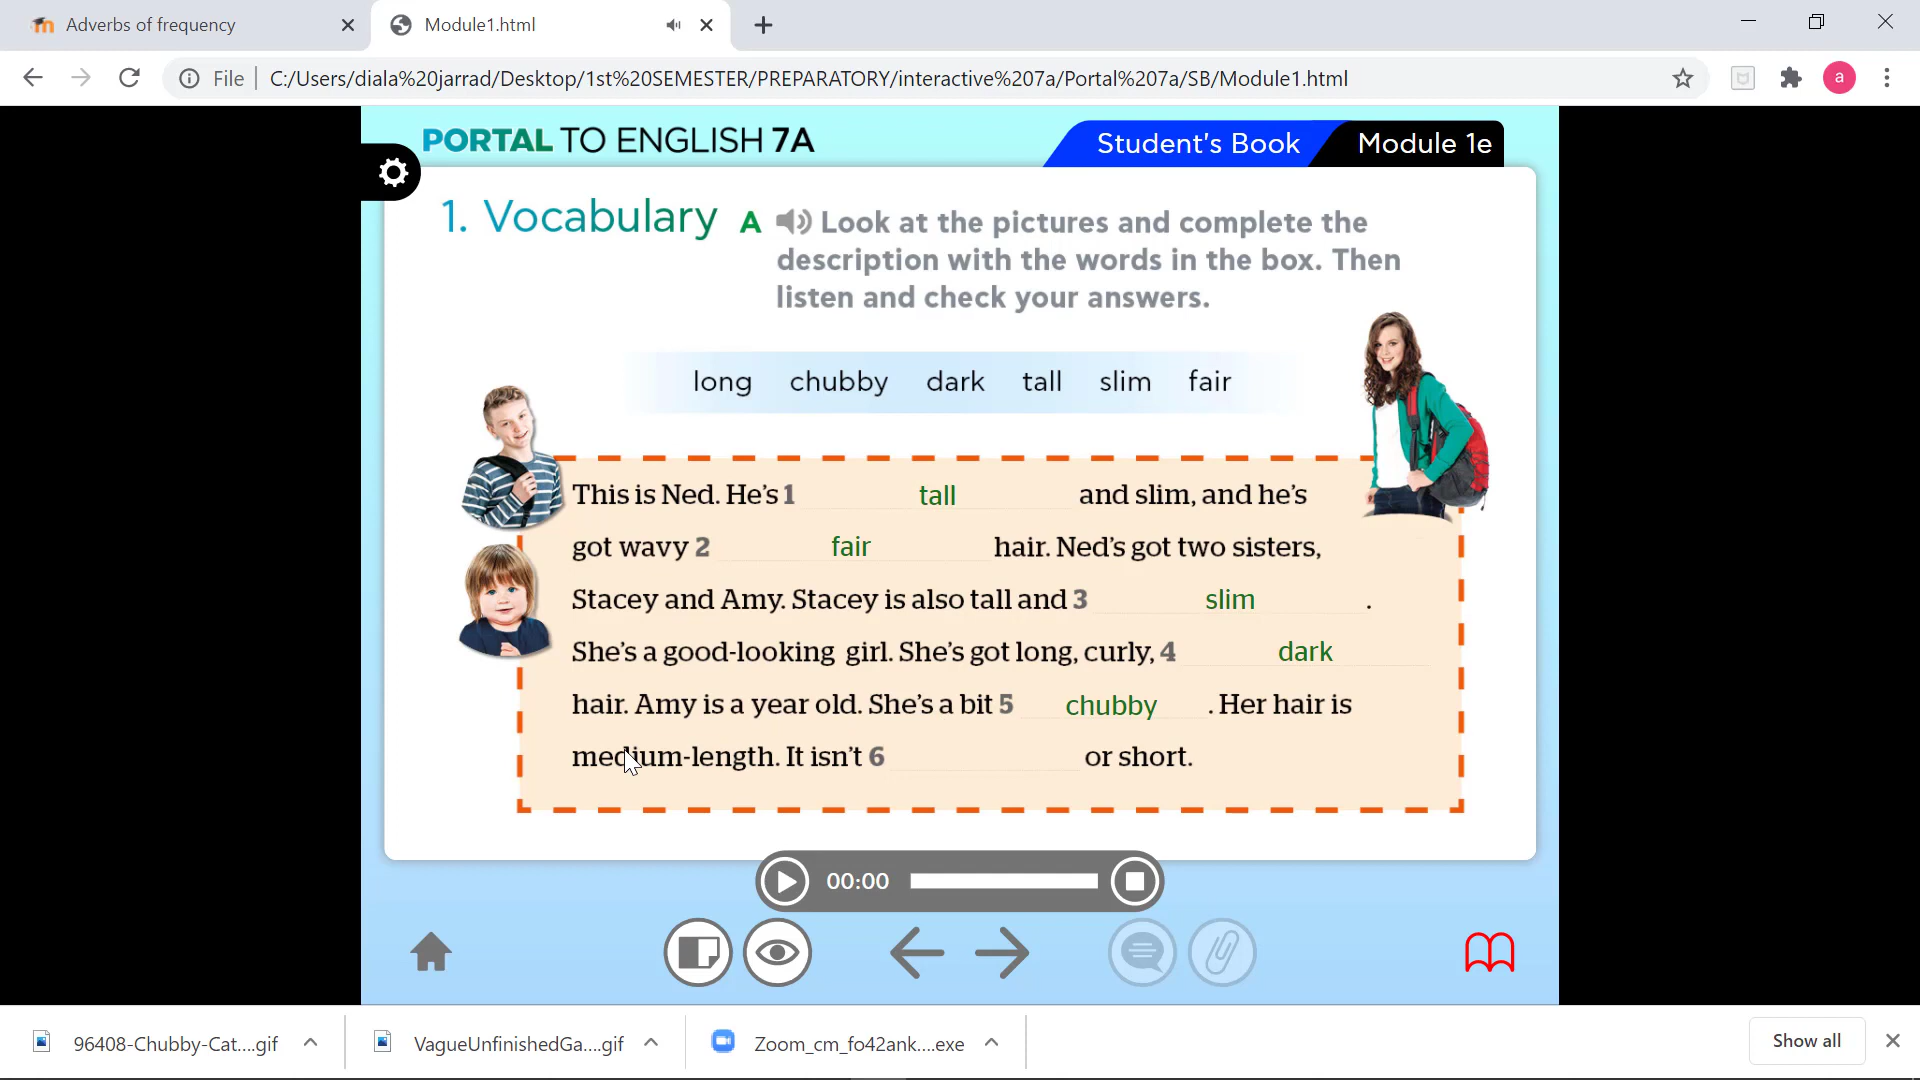 Adverbs of frequency
Module1.html
File
C:/Users/diala%20jarrad/Desktop/1st%20SEMESTER/PREPARATORY/interactive%207a/Portal%207a/SB/Module1.html
a
PORTAL TO ENGLISH 7A
Student's Book
Module 1e
1. Vocabulary
A Look at the pictures and complete the
description with the words in the box. Then
listen and check your answers.
long chubby dark tall slim fair
This is Ned. He's 1 tall and slim, and he's
got wavy 2 fair hair. Ned's got two sisters,
Stacey and Amy. Stacey is also tall and 3 slim .
She's a good-looking girl. She's got long, curly, 4 dark
hair. Amy is a year old. She's a bit 5 chubby . Her hair is
medium-length. It isn't 6 or short.
00:00
96408-Chubby-Cat....gif
VagueUnfinishedGa....gif
Zoom_cm_fo42ank....exe
Show all